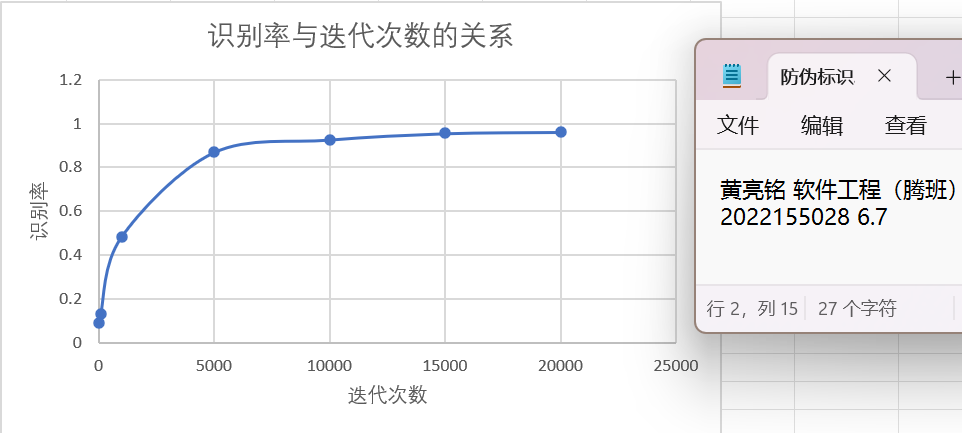 识别率与迭代次数的关系
1.2
1
0.8
0.6
0.4
0.2
0
识别率
0 5000 10000 15000 20000 25000
迭代次数
防伪标识
文件 编辑 查看
黄亮铭 软件工程（腾班）
2022155028 6.7
行 2，列 15 27 个字符